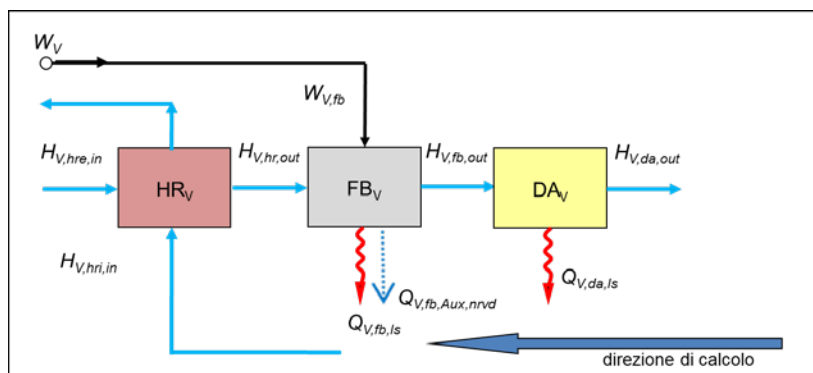 W_V
W_V,fb
H_V,hre,in
H_V,hr,out
H_V,fb,out
H_V,da,out
HR_V
FB_V
DA_V
H_V,hri,in
Q_V,da,ls
Q_V,fb,Aux,nrvd
Q_V,fb,ls
direzione di calcolo